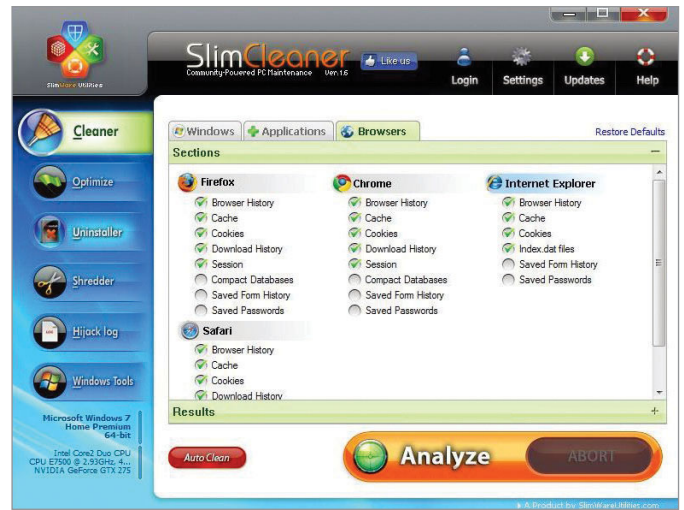 SlimWare Utilities
SlimCleaner
Community-Powered PC Maintenance Ver.1.6
Like us
Login
Settings
Updates
Help
Cleaner
Optimize
Uninstaller
Shredder
Hijack log
Windows Tools
Microsoft Windows 7
Home Premium
64-bit
Intel Core2 Duo CPU
CPU E7500 @ 2.93GHz, 4...
NVIDIA GeForce GTX 275
Windows
Applications
Browsers
Restore Defaults
Sections
Firefox
Browser History
Cache
Cookies
Download History
Session
Compact Databases
Saved Form History
Saved Passwords
Chrome
Browser History
Cache
Cookies
Download History
Session
Compact Databases
Saved Form History
Saved Passwords
Internet Explorer
Browser History
Cache
Cookies
Index.dat files
Saved Form History
Saved Passwords
Safari
Browser History
Cache
Cookies
Download History
Results
Auto Clean
Analyze
ABORT
A Product by SlimWareUtilities.com